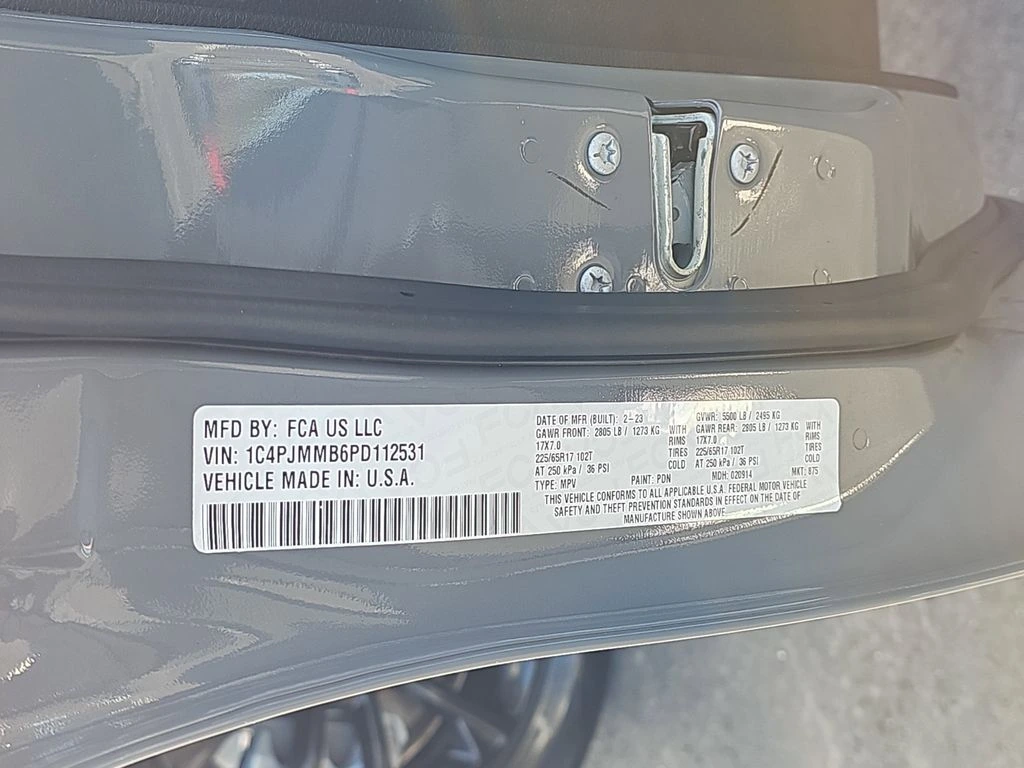 MFD BY: FCA US LLC
VIN: 1C4PJMMB6PD112531
VEHICLE MADE IN: U.S.A.
DATE OF MFR (BUILT): 2-23 GVWR: 5500 LB / 2495 KG
GAWR FRONT: 2805 LB / 1273 KG WITH GAWR REAR: 2805 LB / 1273 KG WITH
17X7.0 RIMS 17X7.0 RIMS
225/65R17 102T TIRES 225/65R17 102T TIRES
AT 250 kPa / 36 PSI AT 250 kPa / 36 PSI
TYPE: MPV PAINT: PDN MDH: 020914 MKT: 875
THIS VEHICLE CONFORMS TO ALL APPLICABLE U.S.A. FEDERAL MOTOR VEHICLE
SAFETY AND THEFT PREVENTION STANDARDS IN EFFECT ON THE DATE OF
MANUFACTURE SHOWN ABOVE.